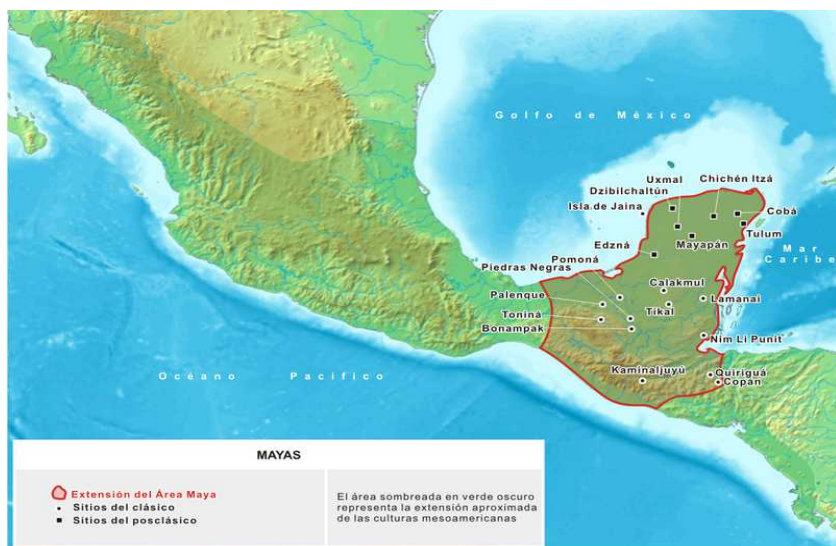 Golfo de México
Uxmal
Chichén Itzá
Dzibilchaltún
Isla de Jaina
Cobá
Tulum
Mayapán
Mar
Caribe
Edzná
Pomoná
Piedras Negras
Calakmul
Palenque
Lamanai
Tikal
Toniná
Bonampak
Nim Li Punit
Kaminaljuyú
Quiriguá
Copán
Océano Pacífico
MAYAS
Extensión del Área Maya
Sitios del clásico
Sitios del posclásico
El área sombreada en verde oscuro
representa la extensión aproximada
de las culturas mesoamericanas